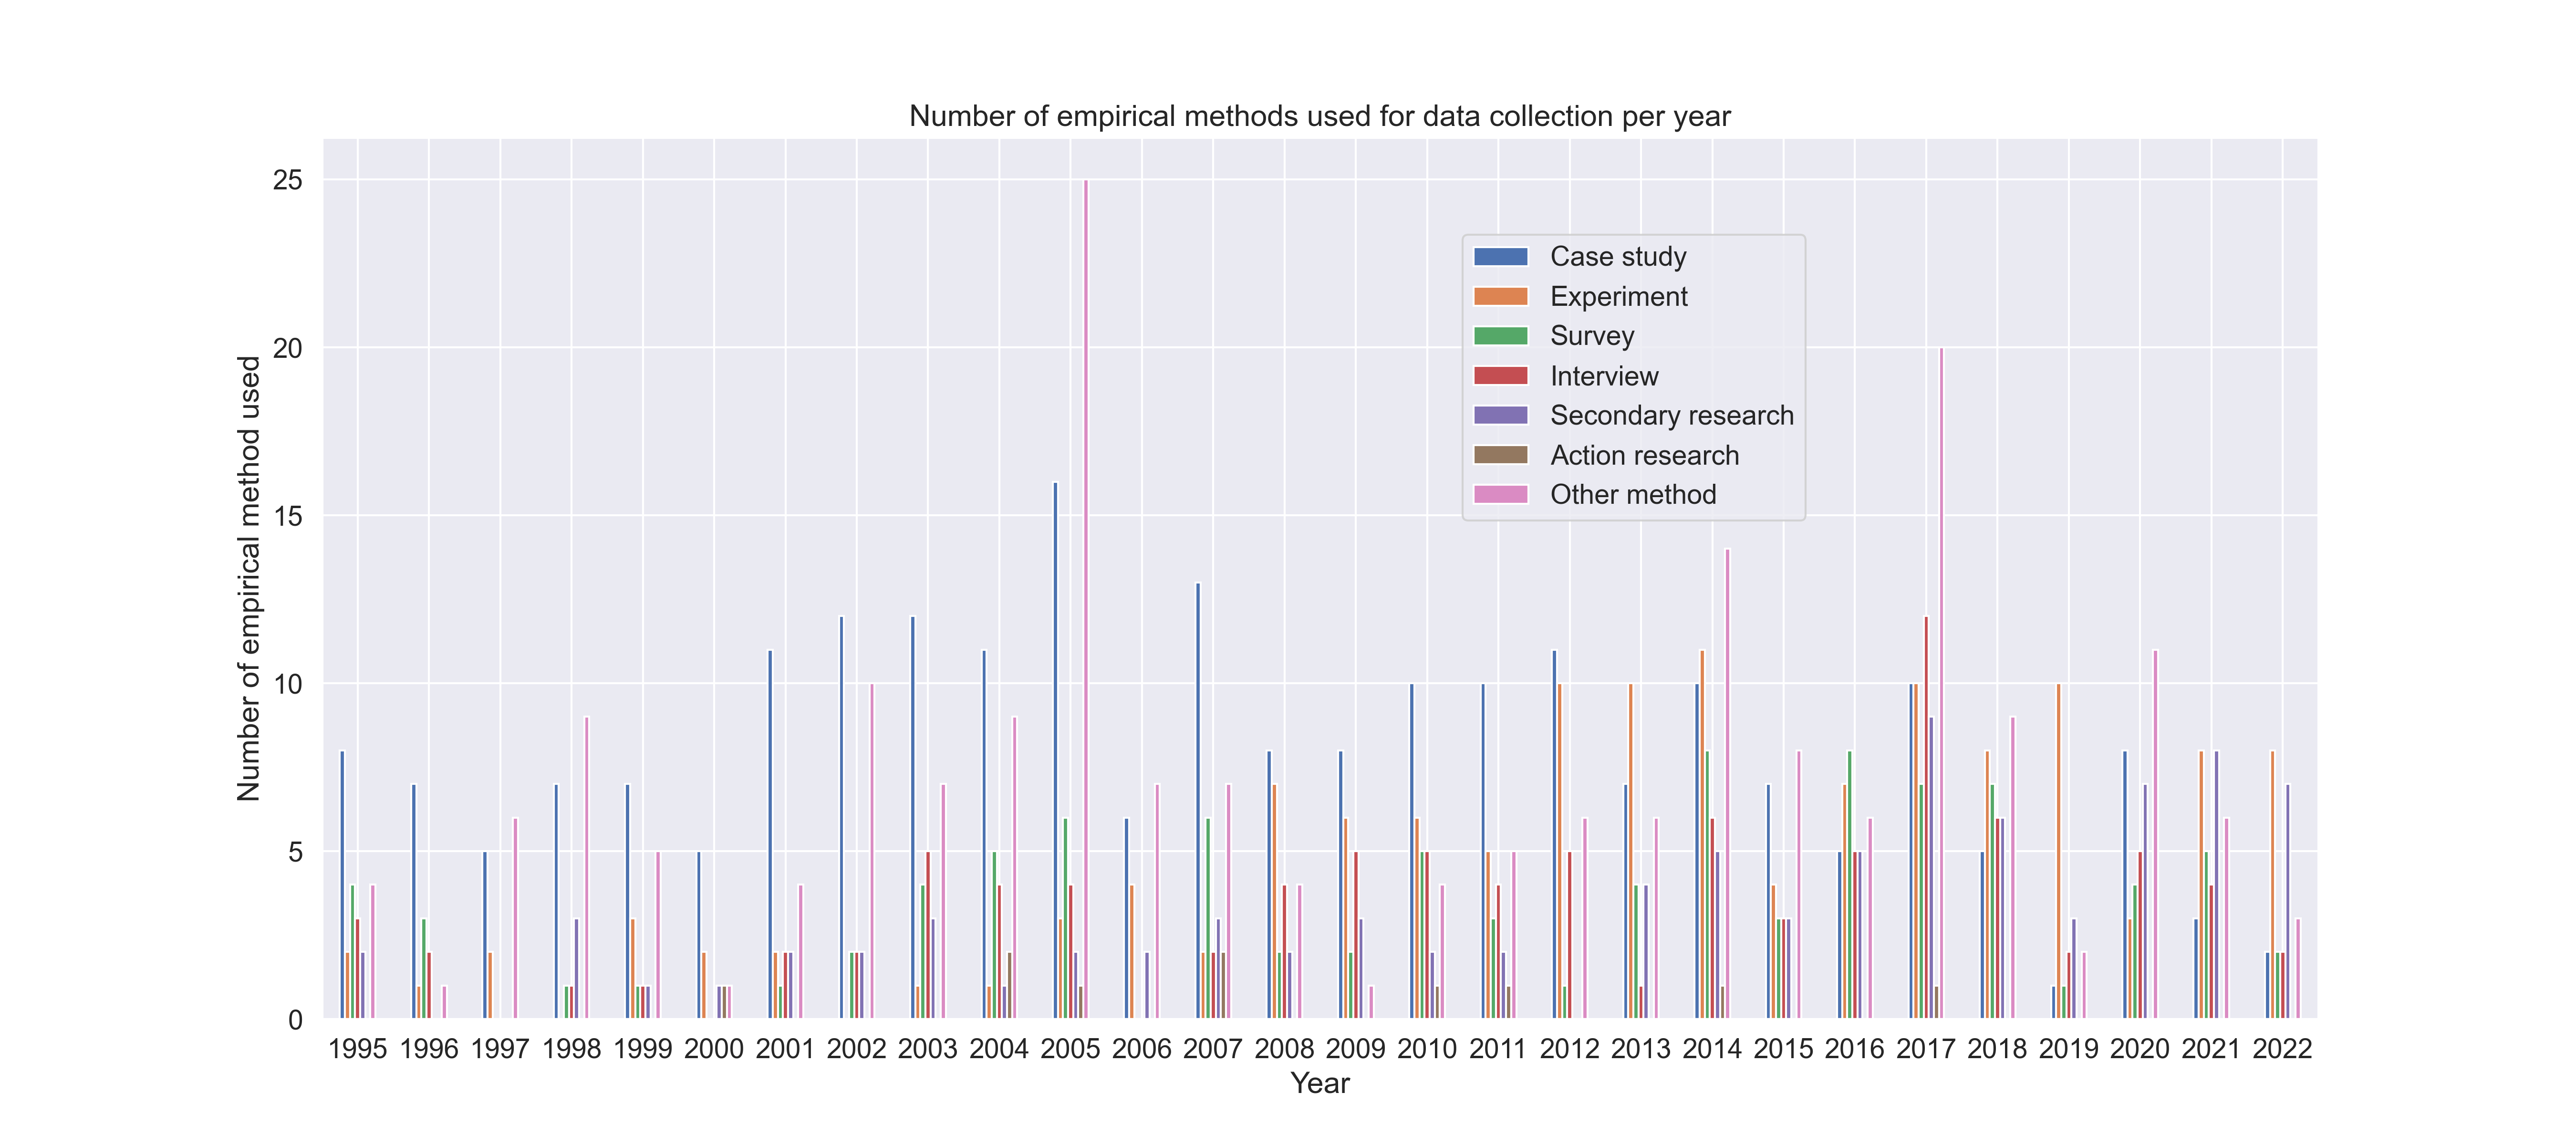 Number of empirical methods used for data collection per year
Number of empirical method used
25
20
15
10
5
0
Case study
Experiment
Survey
Interview
Secondary research
Action research
Other method
1995 1996 1997 1998 1999 2000 2001 2002 2003 2004 2005 2006 2007 2008 2009 2010 2011 2012 2013 2014 2015 2016 2017 2018 2019 2020 2021 2022
Year